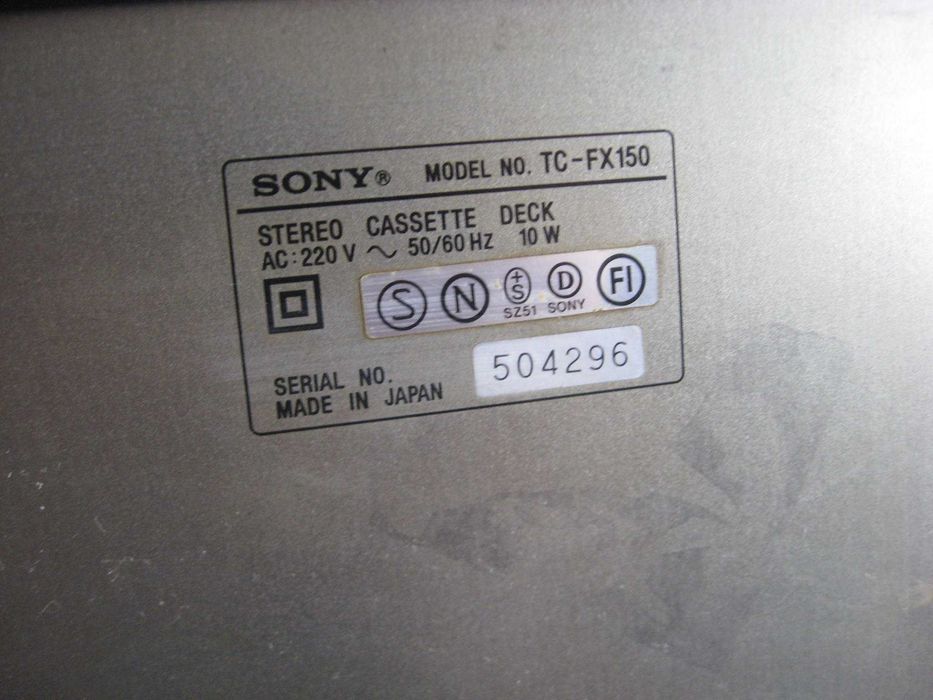 SONY® MODEL NO. TC-FX150
STEREO CASSETTE DECK
AC: 220 V ~ 50/60 Hz 10 W
S N +S D FI
SZ51 SONY
SERIAL NO. 504296
MADE IN JAPAN